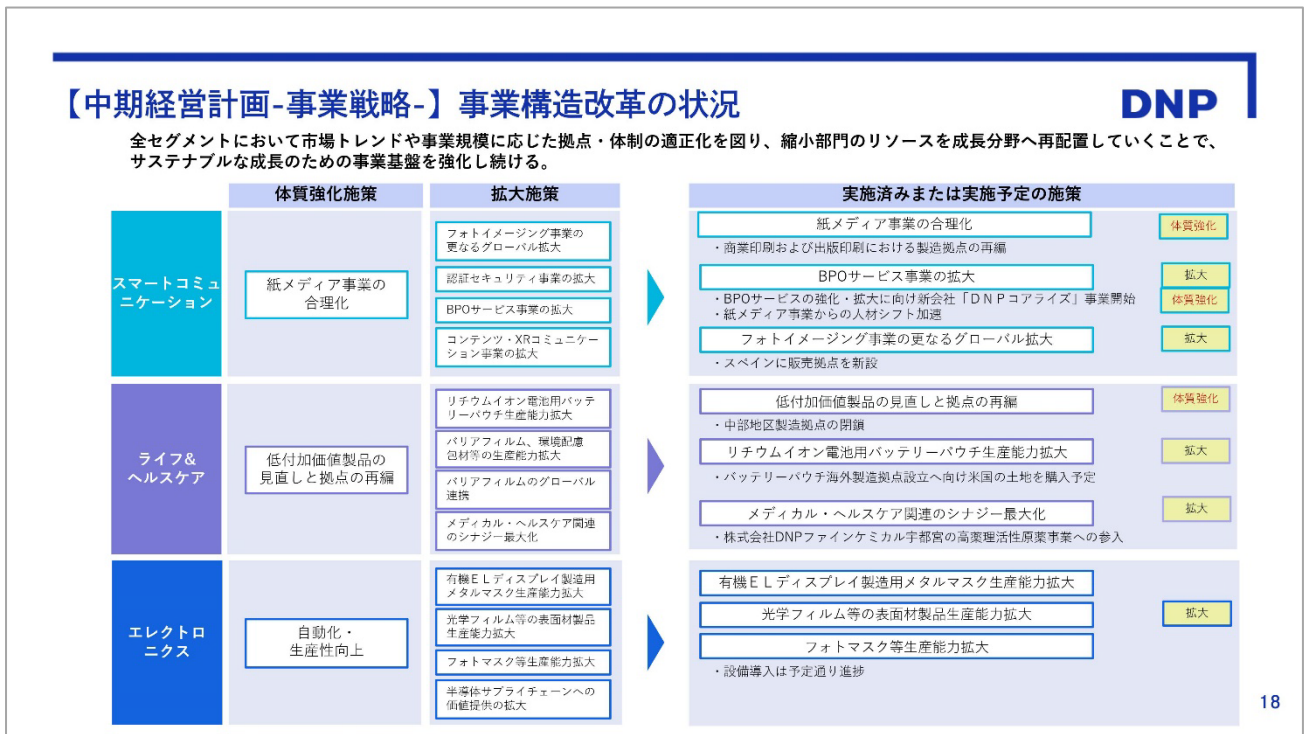 【中期経営計画-事業戦略-】事業構造改革の状況
DNP
全セグメントにおいて市場トレンドや事業規模に応じた拠点・体制の適正化を図り、縮小部門のリソースを成長分野へ再配置していくことで、
サステナブルな成長のための事業基盤を強化し続ける。
体質強化施策
拡大施策
実施済みまたは実施予定の施策
スマートコミュ
ニケーション
紙メディア事業の
合理化
フォトイメージング事業の
更なるグローバル拡大
認証セキュリティ事業の拡大
BPOサービス事業の拡大
コンテンツ・XRコミュニケー
ション事業の拡大
紙メディア事業の合理化
体質強化
・商業印刷および出版印刷における製造拠点の再編
BPOサービス事業の拡大
拡大
・BPOサービスの強化・拡大に向け新会社「ＤＮＰコアライズ」事業開始
体質強化
・紙メディア事業からの人材シフト加速
フォトイメージング事業の更なるグローバル拡大
拡大
・スペインに販売拠点を新設
ライフ&
ヘルスケア
低付加価値製品の
見直しと拠点の再編
リチウムイオン電池用バッテ
リーパウチ生産能力拡大
バリアフィルム、環境配慮
包材等の生産能力拡大
バリアフィルムのグローバル
連携
メディカル・ヘルスケア関連
のシナジー最大化
低付加価値製品の見直しと拠点の再編
体質強化
・中部地区製造拠点の閉鎖
リチウムイオン電池用バッテリーパウチ生産能力拡大
拡大
・バッテリーパウチ海外製造拠点設立へ向け米国の土地を購入予定
メディカル・ヘルスケア関連のシナジー最大化
拡大
・株式会社DNPファインケミカル宇都宮の高薬理活性原薬事業への参入
エレクトロ
ニクス
自動化・
生産性向上
有機ＥＬディスプレイ製造用
メタルマスク生産能力拡大
光学フィルム等の表面材製品
生産能力拡大
フォトマスク等生産能力拡大
半導体サプライチェーンへの
価値提供の拡大
有機ＥＬディスプレイ製造用メタルマスク生産能力拡大
光学フィルム等の表面材製品生産能力拡大
拡大
フォトマスク等生産能力拡大
・設備導入は予定通り進捗
18